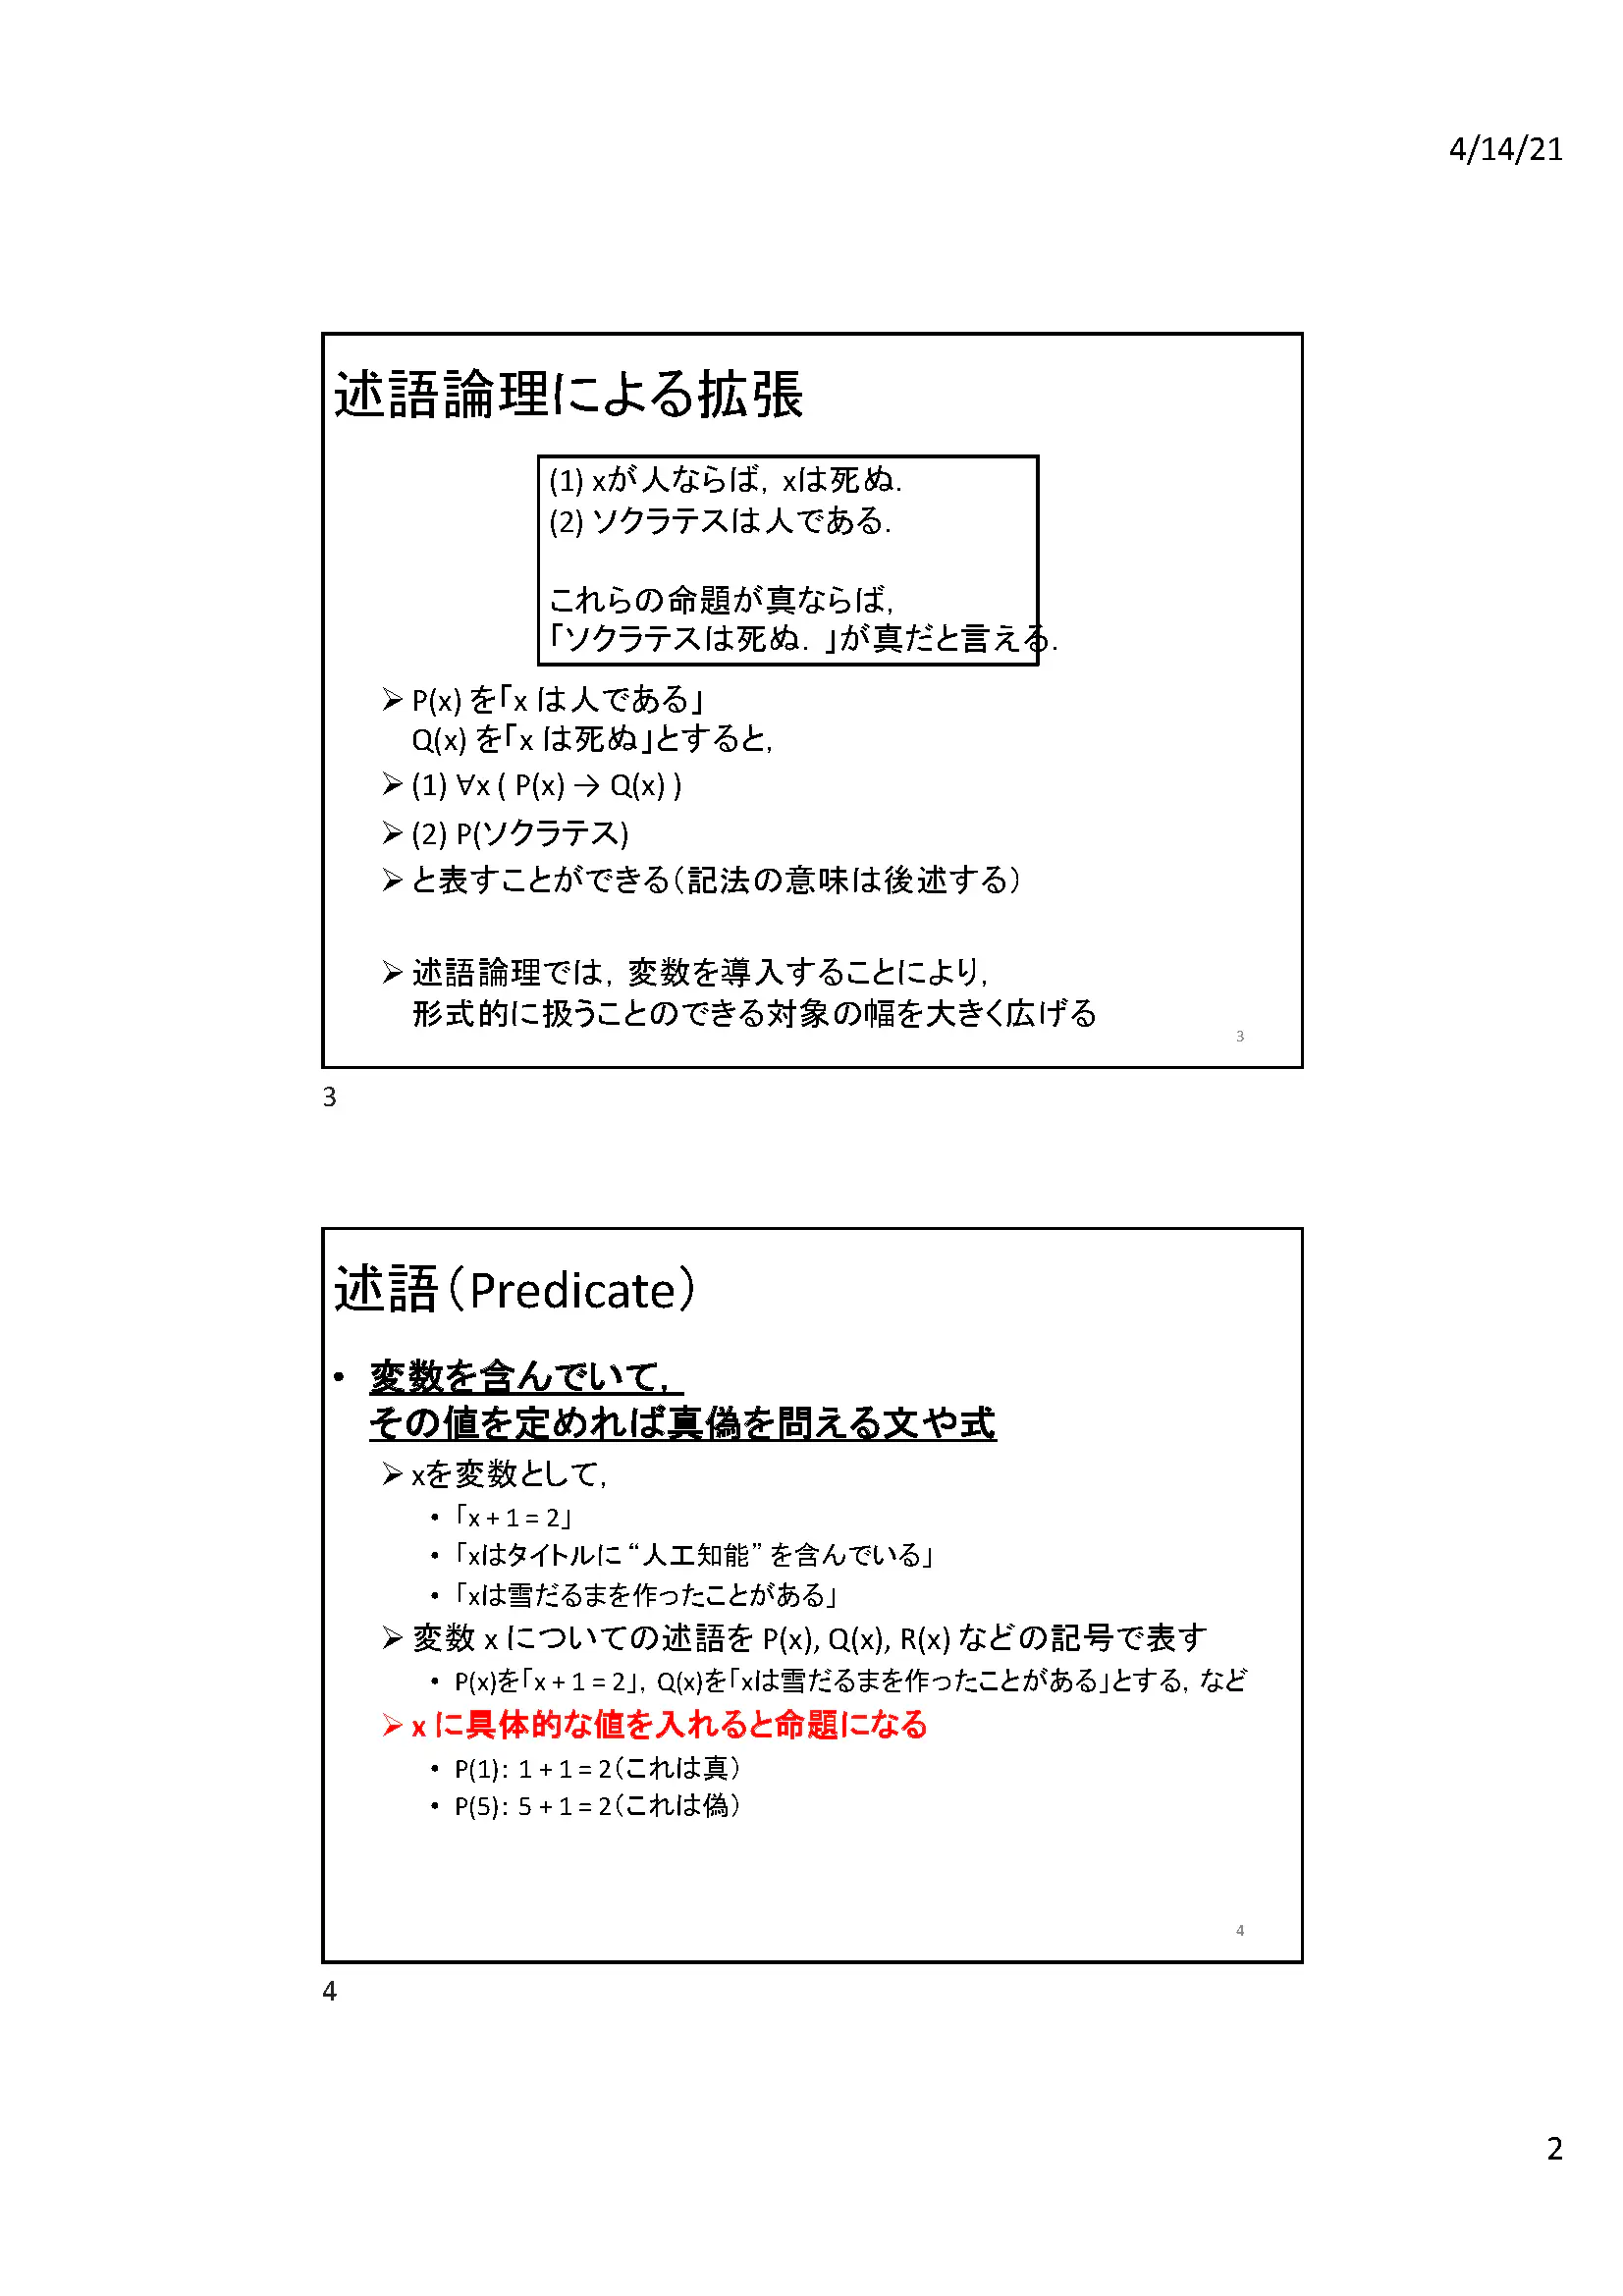 4/14/21
述語論理による拡張
(1) xが人ならば，xは死ぬ．
(2) ソクラテスは人である．
これらの命題が真ならば，
「ソクラテスは死ぬ．」が真だと言える．
➢ P(x) を「x は人である」
Q(x) を「x は死ぬ」とすると，
➢ (1) ∀x ( P(x) → Q(x) )
➢ (2) P(ソクラテス)
➢ と表すことができる（記法の意味は後述する）
➢ 述語論理では，変数を導入することにより，
形式的に扱うことのできる対象の幅を大きく広げる
3
3
述語（Predicate）
• 変数を含んでいて，
その値を定めれば真偽を問える文や式
➢ xを変数として，
• 「x + 1 = 2」
• 「xはタイトルに “人工知能” を含んでいる」
• 「xは雪だるまを作ったことがある」
➢ 変数 x についての述語を P(x), Q(x), R(x) などの記号で表す
• P(x)を「x + 1 = 2」，Q(x)を「xは雪だるまを作ったことがある」とする，など
➢ x に具体的な値を入れると命題になる
• P(1)： 1 + 1 = 2（これは真）
• P(5)： 5 + 1 = 2（これは偽）
4
4
2